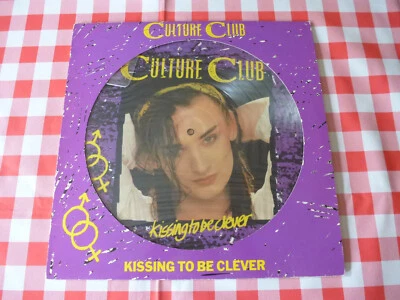 CULTURE CLUB
CULTURE CLUB
kissing to be clever
KISSING TO BE CLEVER